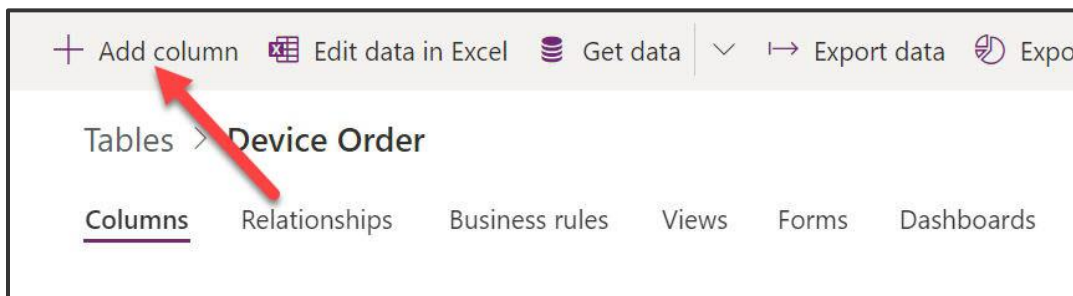 Add column Edit data in Excel Get data Export data Expo
Tables > Device Order
Columns Relationships Business rules Views Forms Dashboards